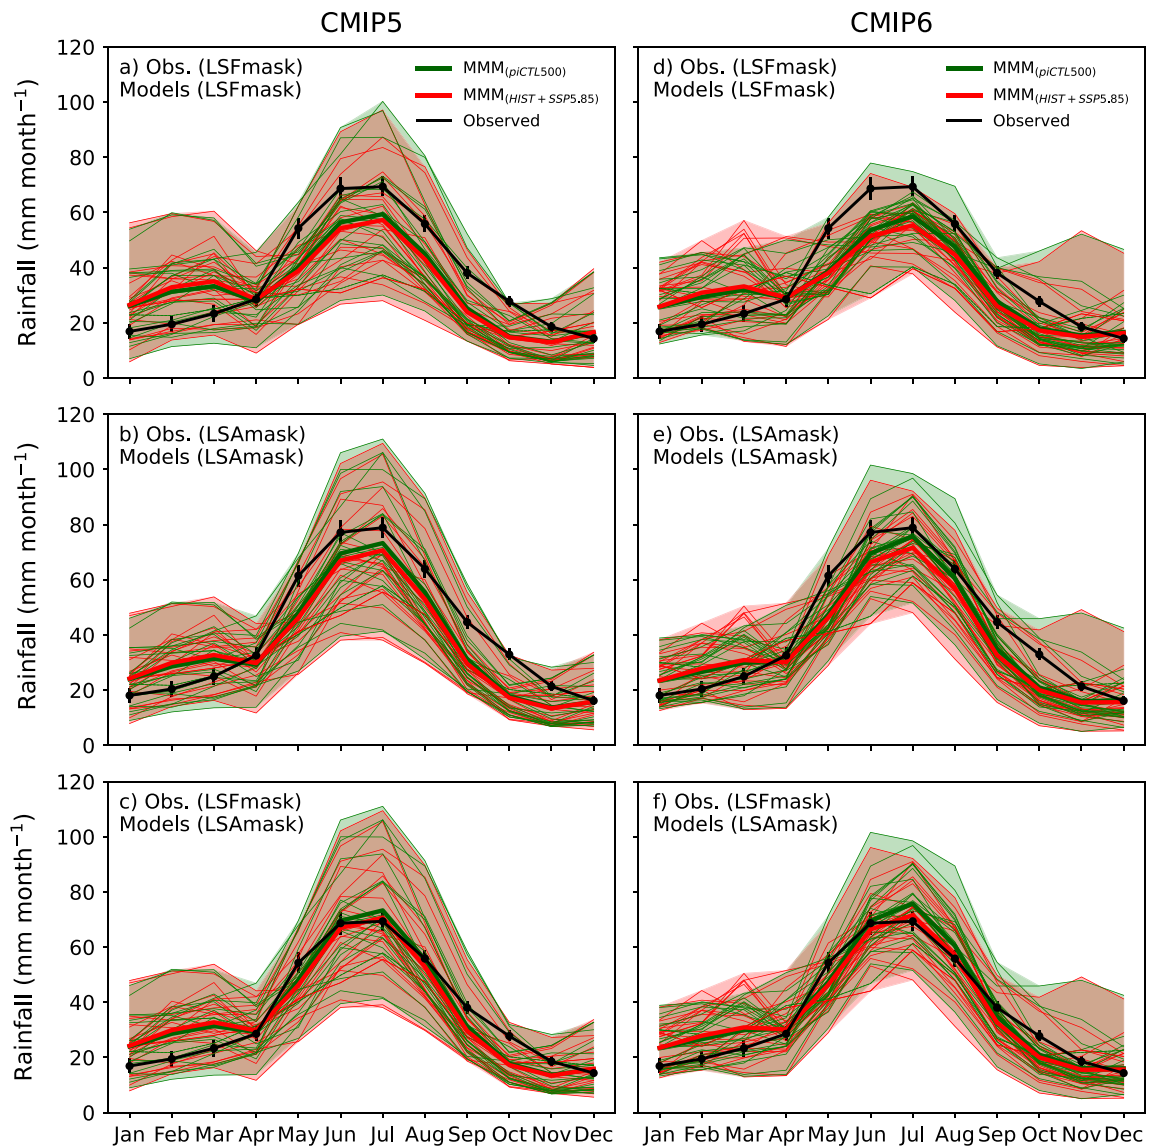 CMIP5
CMIP6
Rainfall (mm month⁻¹)
120
100
80
60
40
20
0
a) Obs. (LSFmask)
Models (LSFmask)
MMM(piCTL500)
MMM(HIST + SSP5.85)
Observed
d) Obs. (LSFmask)
Models (LSFmask)
MMM(piCTL500)
MMM(HIST + SSP5.85)
Observed
Rainfall (mm month⁻¹)
120
100
80
60
40
20
0
b) Obs. (LSAmask)
Models (LSAmask)
e) Obs. (LSAmask)
Models (LSAmask)
Rainfall (mm month⁻¹)
120
100
80
60
40
20
0
c) Obs. (LSFmask)
Models (LSAmask)
f) Obs. (LSFmask)
Models (LSAmask)
Jan Feb Mar Apr May Jun Jul Aug Sep Oct Nov Dec
Jan Feb Mar Apr May Jun Jul Aug Sep Oct Nov Dec